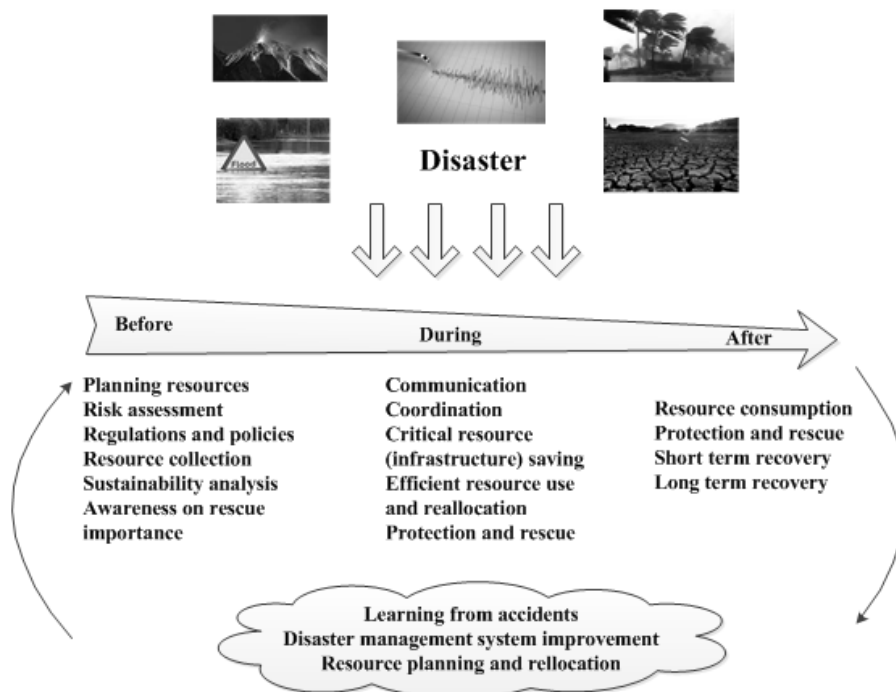 Flood
Disaster
Before
During
After
Planning resources
Risk assessment
Regulations and policies
Resource collection
Sustainability analysis
Awareness on rescue
importance
Communication
Coordination
Critical resource
(infrastructure) saving
Efficient resource use
and reallocation
Protection and rescue
Resource consumption
Protection and rescue
Short term recovery
Long term recovery
Learning from accidents
Disaster management system improvement
Resource planning and rellocation